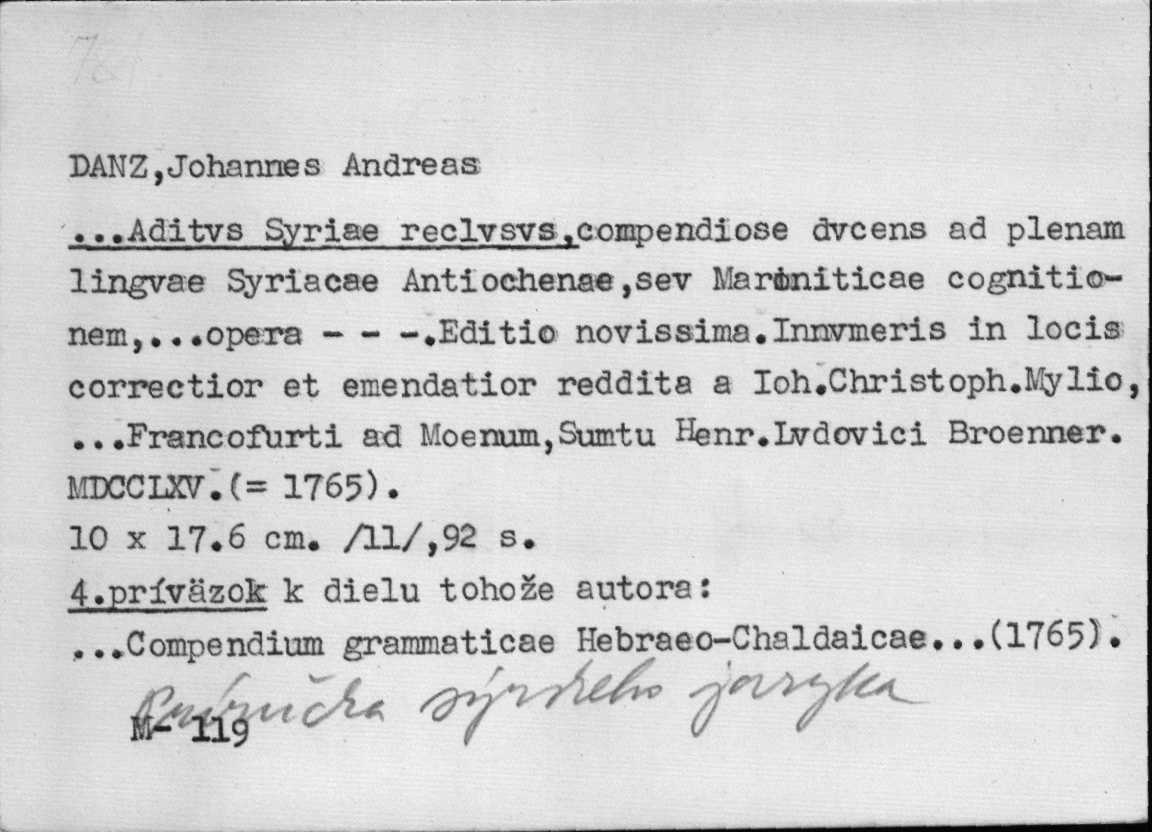 DANZ,Johannes Andreas
...Aditvs Syriae reclvsvs,compendiose dvcens ad plenam
lingvae Syriacae Antiochenae,sev Maroniticae cognitio-
nem,...opera - - -.Editio novissima.Innvmeris in locis
correctior et emendatior reddita a Ioh.Christoph.Mylio,
...Francofurti ad Moenum,Sumtu Henr.Lvdovici Broenner.
MDCCLXV.(= 1765).
10 x 17.6 cm. /11/,92 s.
4.príväzok k dielu tohože autora:
...Compendium grammaticae Hebraeo-Chaldaicae...(1765).
sýrskeho jazyka
M- 119